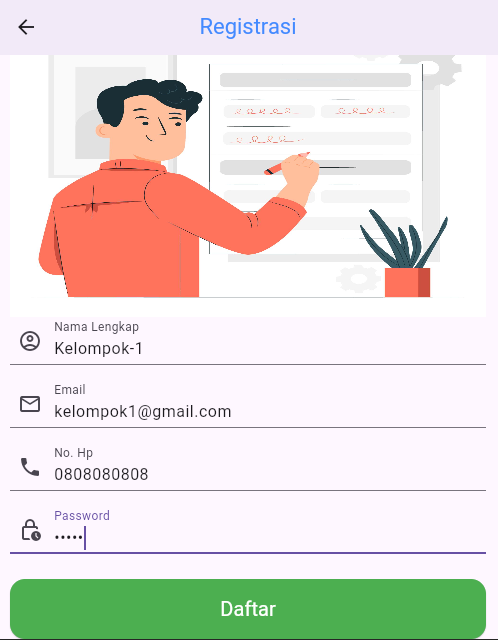 Registrasi
Nama Lengkap
Kelompok-1
Email
kelompok1@gmail.com
No. Hp
0808080808
Password
•••••
Daftar